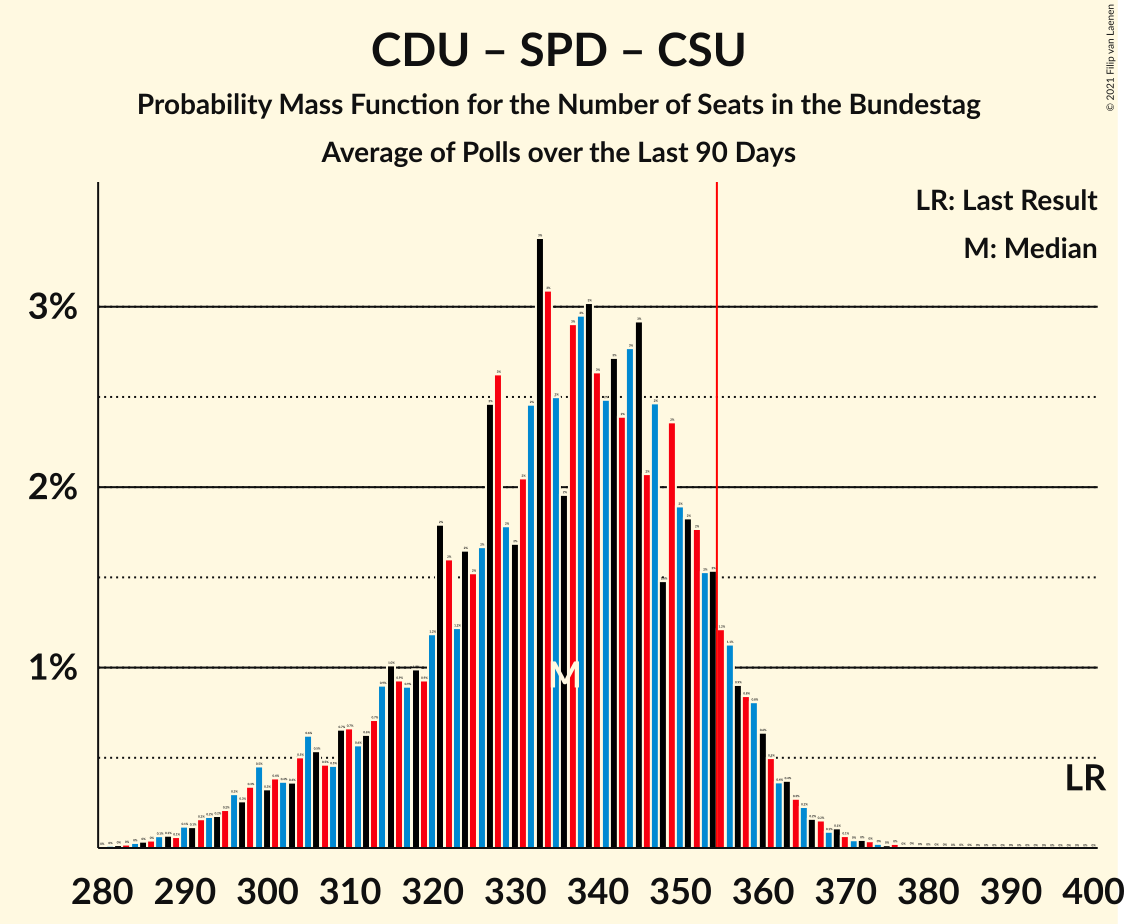 CDU – SPD – CSU
Probability Mass Function for the Number of Seats in the Bundestag
Average of Polls over the Last 90 Days
© 2021 Filip van Laenen
LR: Last Result
M: Median
3%
2%
1%
M
LR
280 290 300 310 320 330 340 350 360 370 380 390 400